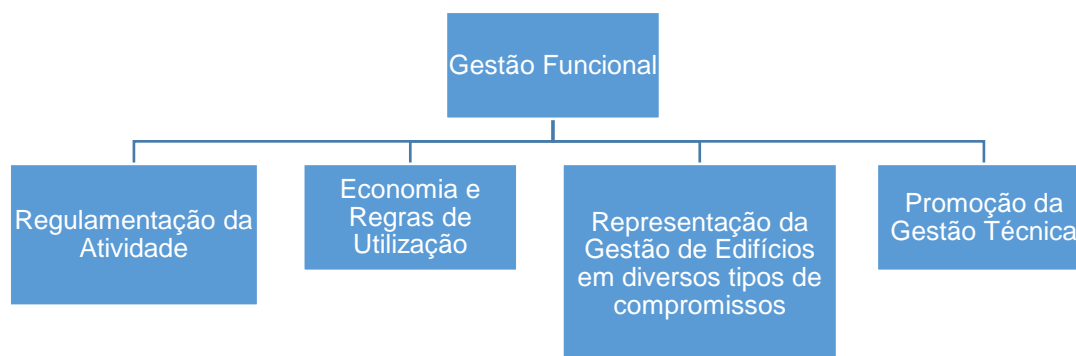 Gestão Funcional
Regulamentação da
Atividade
Economia e
Regras de
Utilização
Representação da
Gestão de Edifícios
em diversos tipos de
compromissos
Promoção da
Gestão Técnica